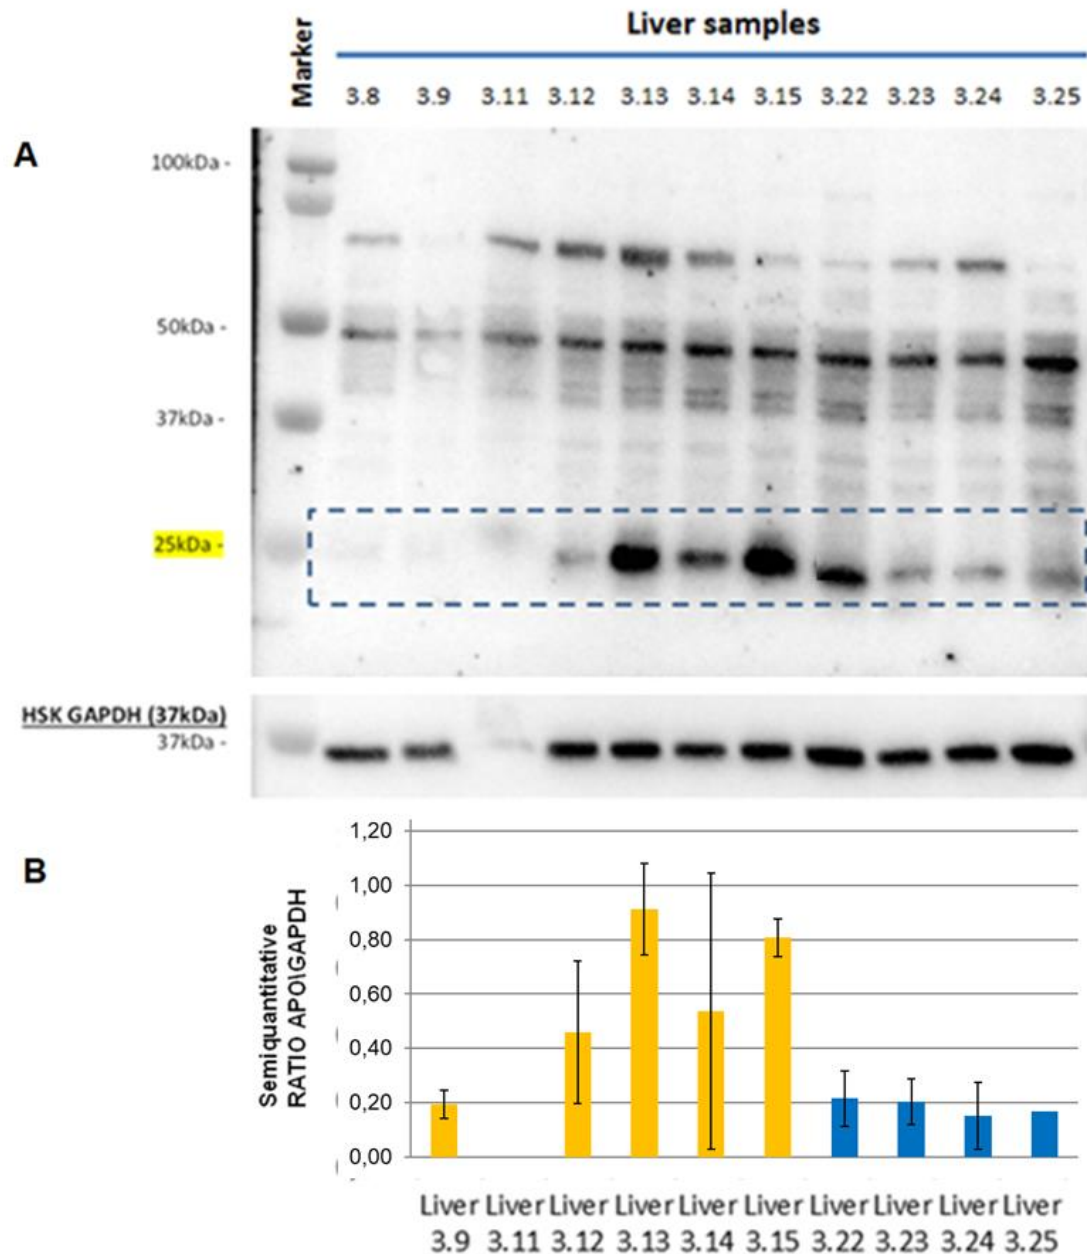 Liver samples
Marker
3.8 3.9 3.11 3.12 3.13 3.14 3.15 3.22 3.23 3.24 3.25
A
100kDa -
50kDa -
37kDa -
25kDa -
HSK GAPDH (37kDa)
37kDa -
B
Semiquantitative
RATIO APO\GAPDH
1,20
1,00
0,80
0,60
0,40
0,20
0,00
Liver Liver Liver Liver Liver Liver Liver Liver Liver Liver
3.9 3.11 3.12 3.13 3.14 3.15 3.22 3.23 3.24 3.25